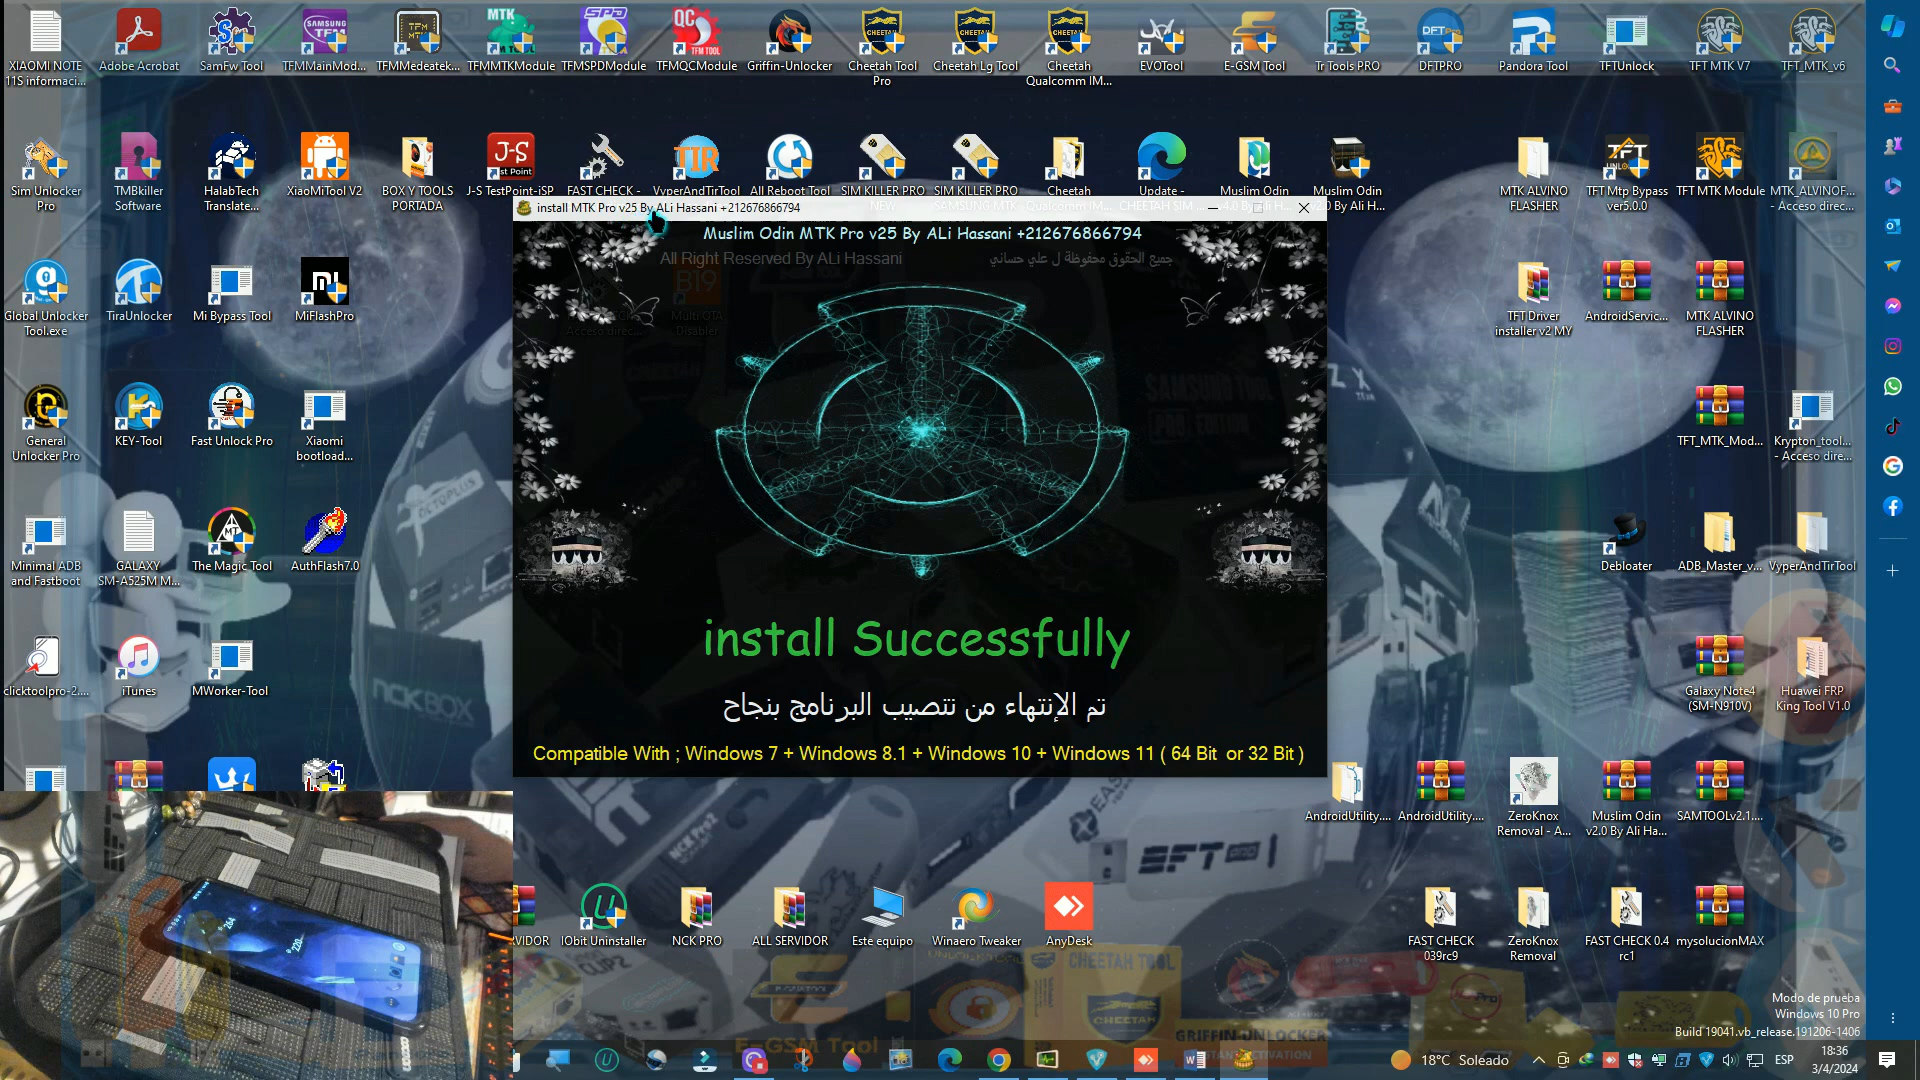 XIAOMI NOTE 11S informaci...
Adobe Acrobat
SamFw Tool
TFMMainMod...
TFMMedeatek...
TFMMTKModule
TFMSPDModule
TFMQCModule
Griffin-Unlocker
Cheetah Tool Pro
Cheetah Lg Tool
Cheetah Qualcomm IM...
EVOTool
E-GSM Tool
Tr Tools PRO
DFTPRO
Pandora Tool
TFTUnlock
TFT MTK V7
TFT_MTK_v6
Sim Unlocker Pro
TMBkiller Software
HalabTech Translate...
XiaoMiTool V2
BOX Y TOOLS PORTADA
J-S TestPoint-iSP
FAST CHECK -
VyperAndTirTool
All Reboot Tool
SIM KILLER PRO
SIM KILLER PRO
Cheetah
Update -
Muslim Odin
Muslim Odin
2.0 By Ali H...
MTK ALVINO FLASHER
TFT Mtp Bypass ver5.0.0
TFT MTK Module
MTK_ALVINOF... - Acceso direc...
install MTK Pro v25 By ALi Hassani +212676866794
Muslim Odin MTK Pro v25 By ALi Hassani +212676866794
All Right Reserved By ALi Hassani
جميع الحقوق محفوظة ل علي حساني
Global Unlocker Tool.exe
TiraUnlocker
Mi Bypass Tool
MiFlashPro
Multi OTA Disabler
TFT Driver installer v2 MY
AndroidServic...
MTK ALVINO FLASHER
General Unlocker Pro
KEY-Tool
Fast Unlock Pro
Xiaomi bootload...
TFT_MTK_Mod...
Krypton_tool... - Acceso dire...
Minimal ADB and Fastboot
GALAXY SM-A525M M...
The Magic Tool
AuthFlash7.0
Debloater
ADB_Master_v...
VyperAndTirTool
clicktoolpro-2....
iTunes
MWorker-Tool
Galaxy Note4 (SM-N910V)
Huawei FRP King Tool V1.0
install Successfully
تم الإنتهاء من تنصيب البرنامج بنجاح
Compatible With ; Windows 7 + Windows 8.1 + Windows 10 + Windows 11 ( 64 Bit or 32 Bit )
AndroidUtility....
AndroidUtility....
ZeroKnox Removal - A...
Muslim Odin v2.0 By Ali Ha...
SAMTOOLv2.1....
VIDOR
IObit Uninstaller
NCK PRO
ALL SERVIDOR
Este equipo
Winaero Tweaker
AnyDesk
FAST CHECK 039rc9
ZeroKnox Removal
FAST CHECK 0.4 rc1
mysolucionMAX
Modo de prueba
Windows 10 Pro
Build 19041.vb_release.191206-1406
18°C Soleado
ESP
18:36
3/4/2024